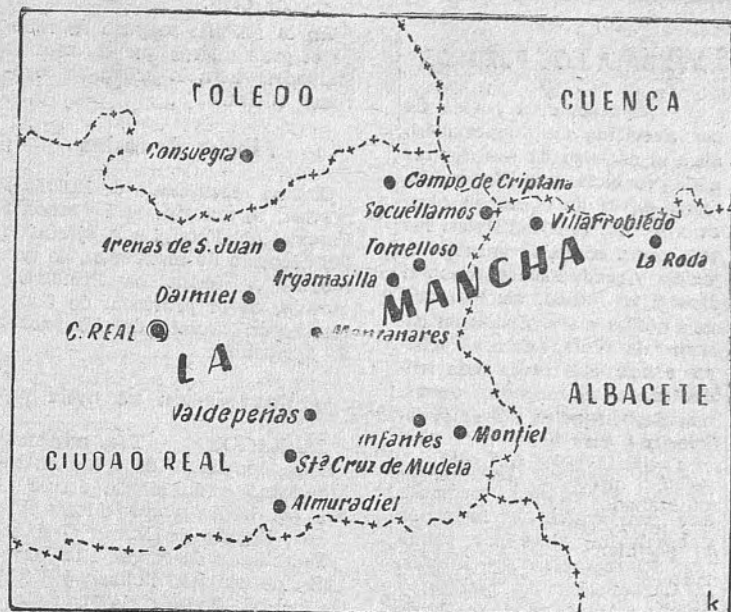 TOLEDO
CUENCA
Consuegra
Campo de Criptana
Socuéllamos
Villarrobledo
Arenas de S. Juan
Tomelloso
La Roda
Argamasilla
Daimiel
LA MANCHA
C. REAL
Manzanares
ALBACETE
Valdepeñas
Infantes
Montiel
CIUDAD REAL
Stª Cruz de Mudela
Almuradiel
k